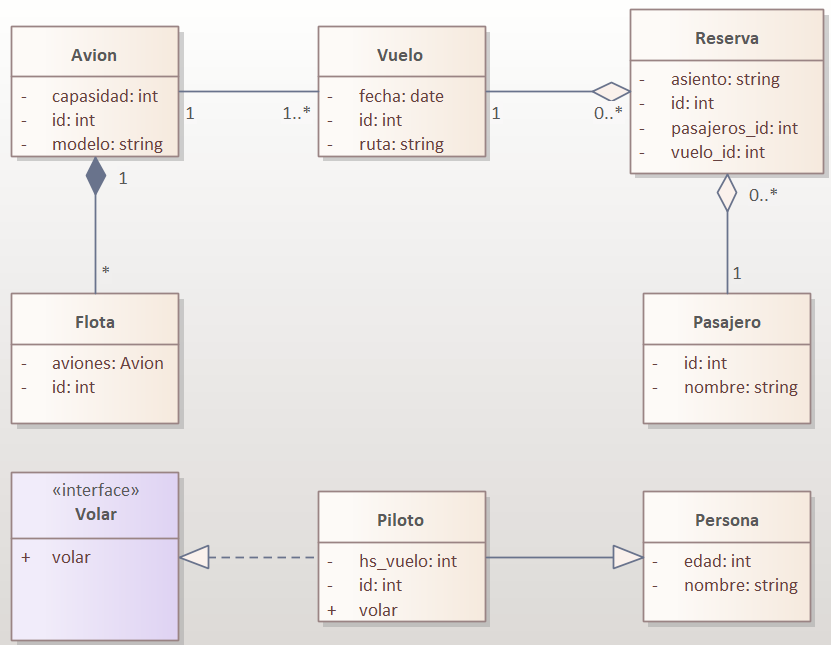 Avion
- capasidad: int
- id: int
- modelo: string
1
1..*
Vuelo
- fecha: date
- id: int
- ruta: string
1
0..*
Reserva
- asiento: string
- id: int
- pasajeros_id: int
- vuelo_id: int
1
*
0..*
1
Flota
- aviones: Avion
- id: int
Pasajero
- id: int
- nombre: string
«interface»
Volar
+ volar
Piloto
- hs_vuelo: int
- id: int
+ volar
Persona
- edad: int
- nombre: string